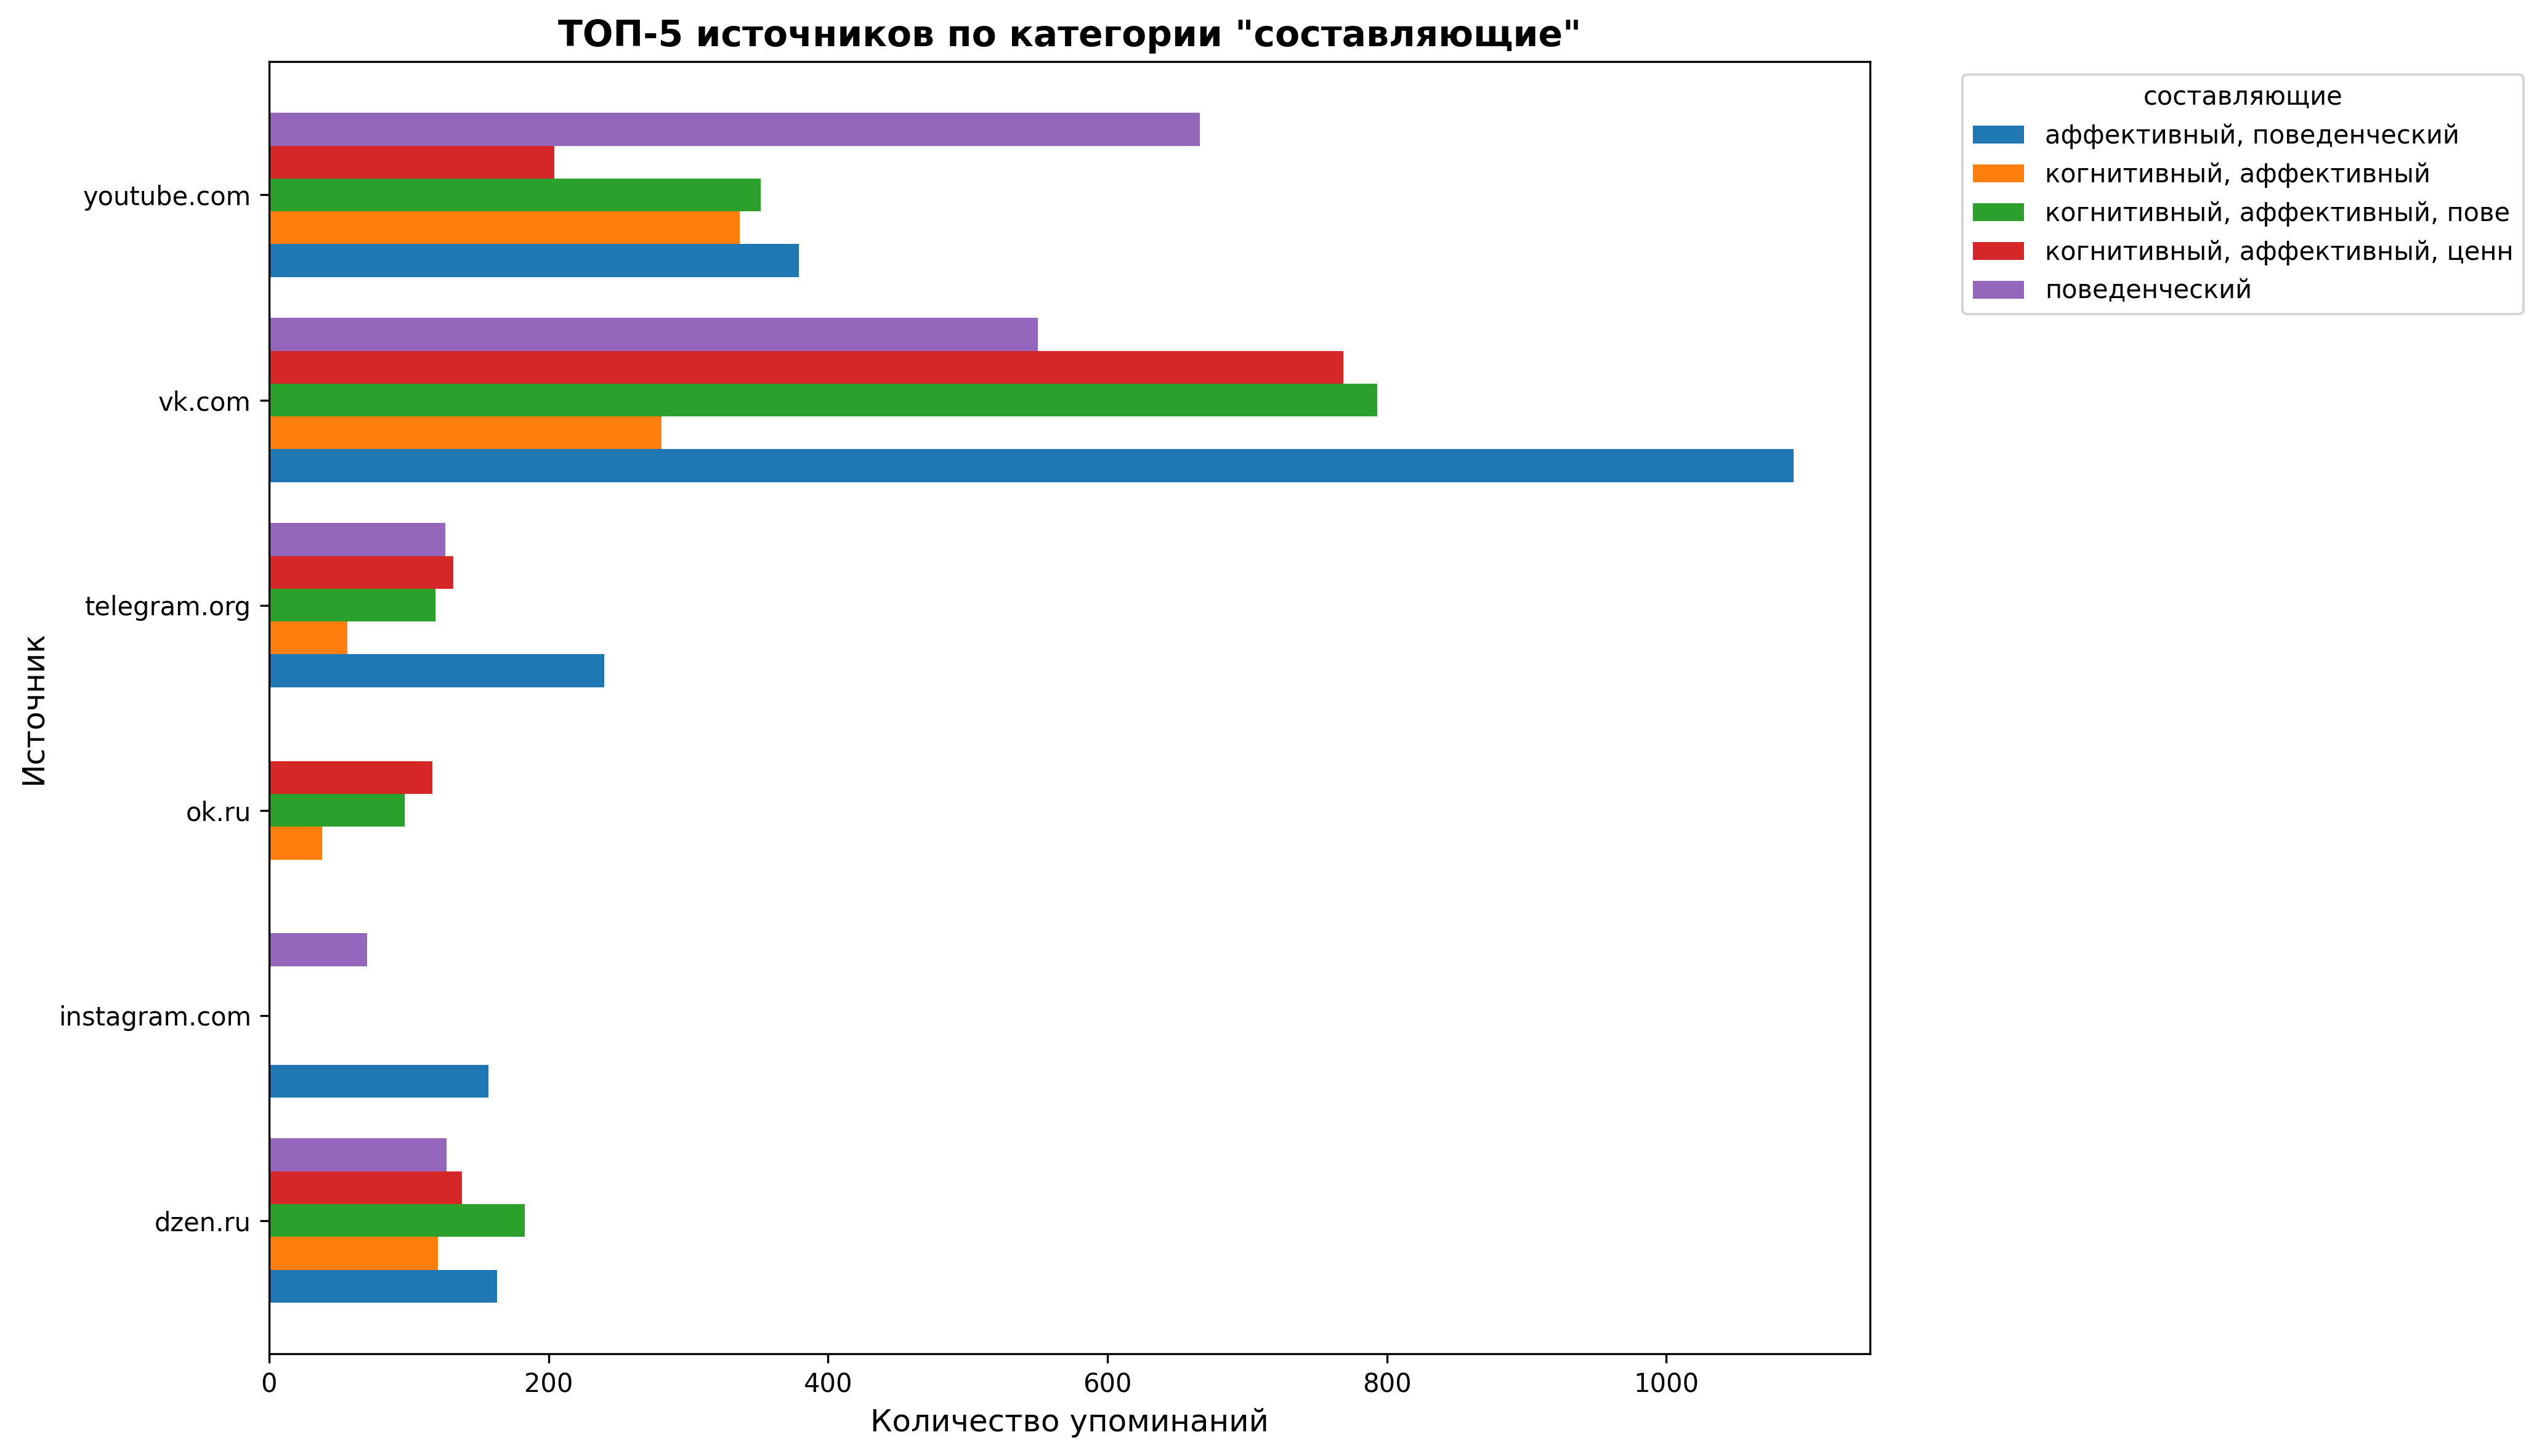 ТОП-5 источников по категории "составляющие"
составляющие
аффективный, поведенческий
когнитивный, аффективный
когнитивный, аффективный, пове
когнитивный, аффективный, ценн
поведенческий
Источник
youtube.com
vk.com
telegram.org
ok.ru
instagram.com
dzen.ru
0 200 400 600 800 1000
Количество упоминаний